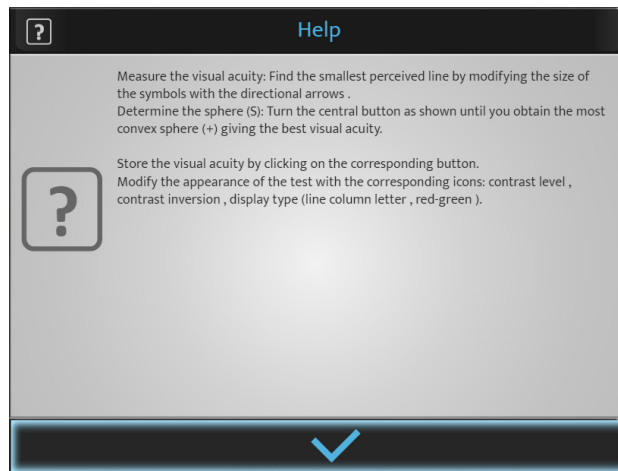 ?
Help
Measure the visual acuity: Find the smallest perceived line by modifying the size of
the symbols with the directional arrows .
Determine the sphere (S): Turn the central button as shown until you obtain the most
convex sphere (+) giving the best visual acuity.
Store the visual acuity by clicking on the corresponding button.
Modify the appearance of the test with the corresponding icons: contrast level ,
contrast inversion , display type (line column letter , red-green ).
?